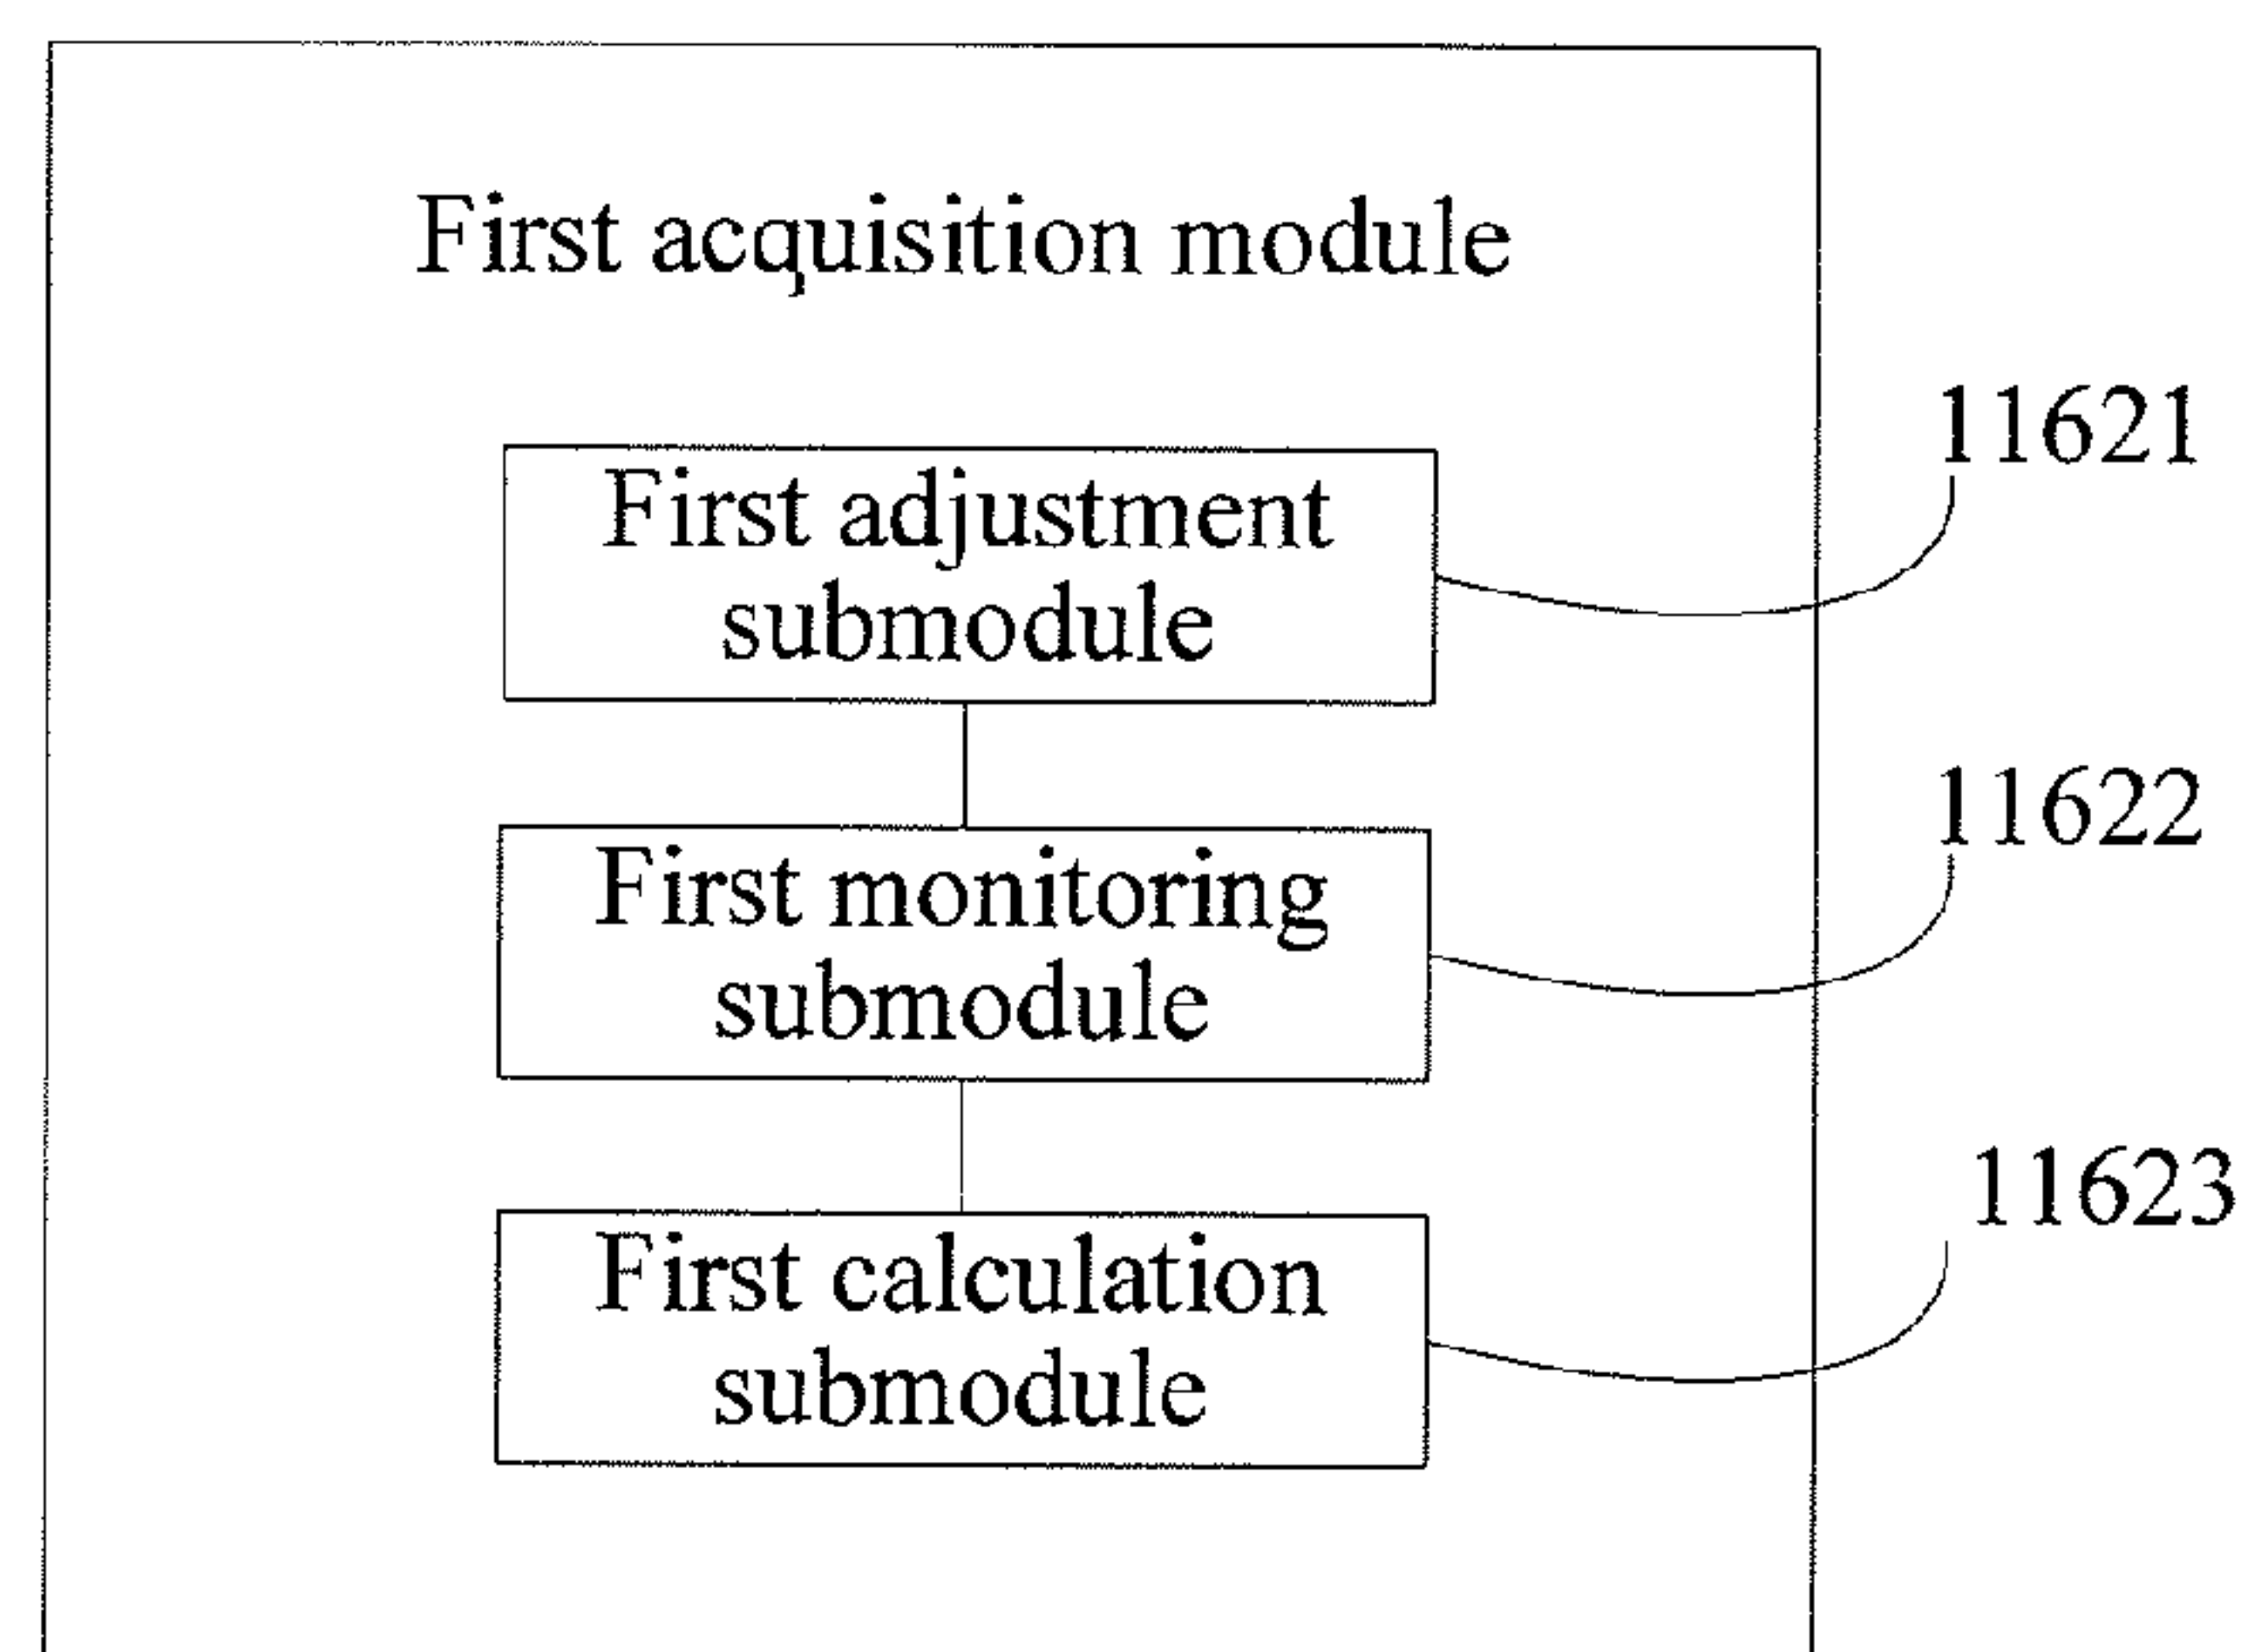 First acquisition module
11621
First adjustment
submodule
11622
First monitoring
submodule
11623
First calculation
submodule